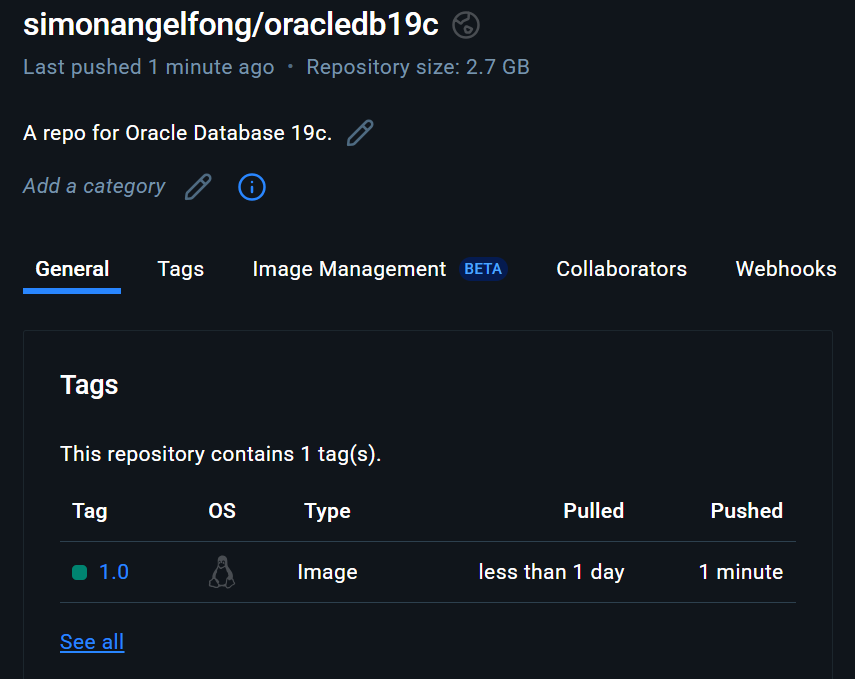 simonangelfong/oracledb19c
Last pushed 1 minute ago • Repository size: 2.7 GB
A repo for Oracle Database 19c.
Add a category
General Tags Image Management BETA Collaborators Webhooks
Tags
This repository contains 1 tag(s).
Tag OS Type Pulled Pushed
1.0 Image less than 1 day 1 minute
See all